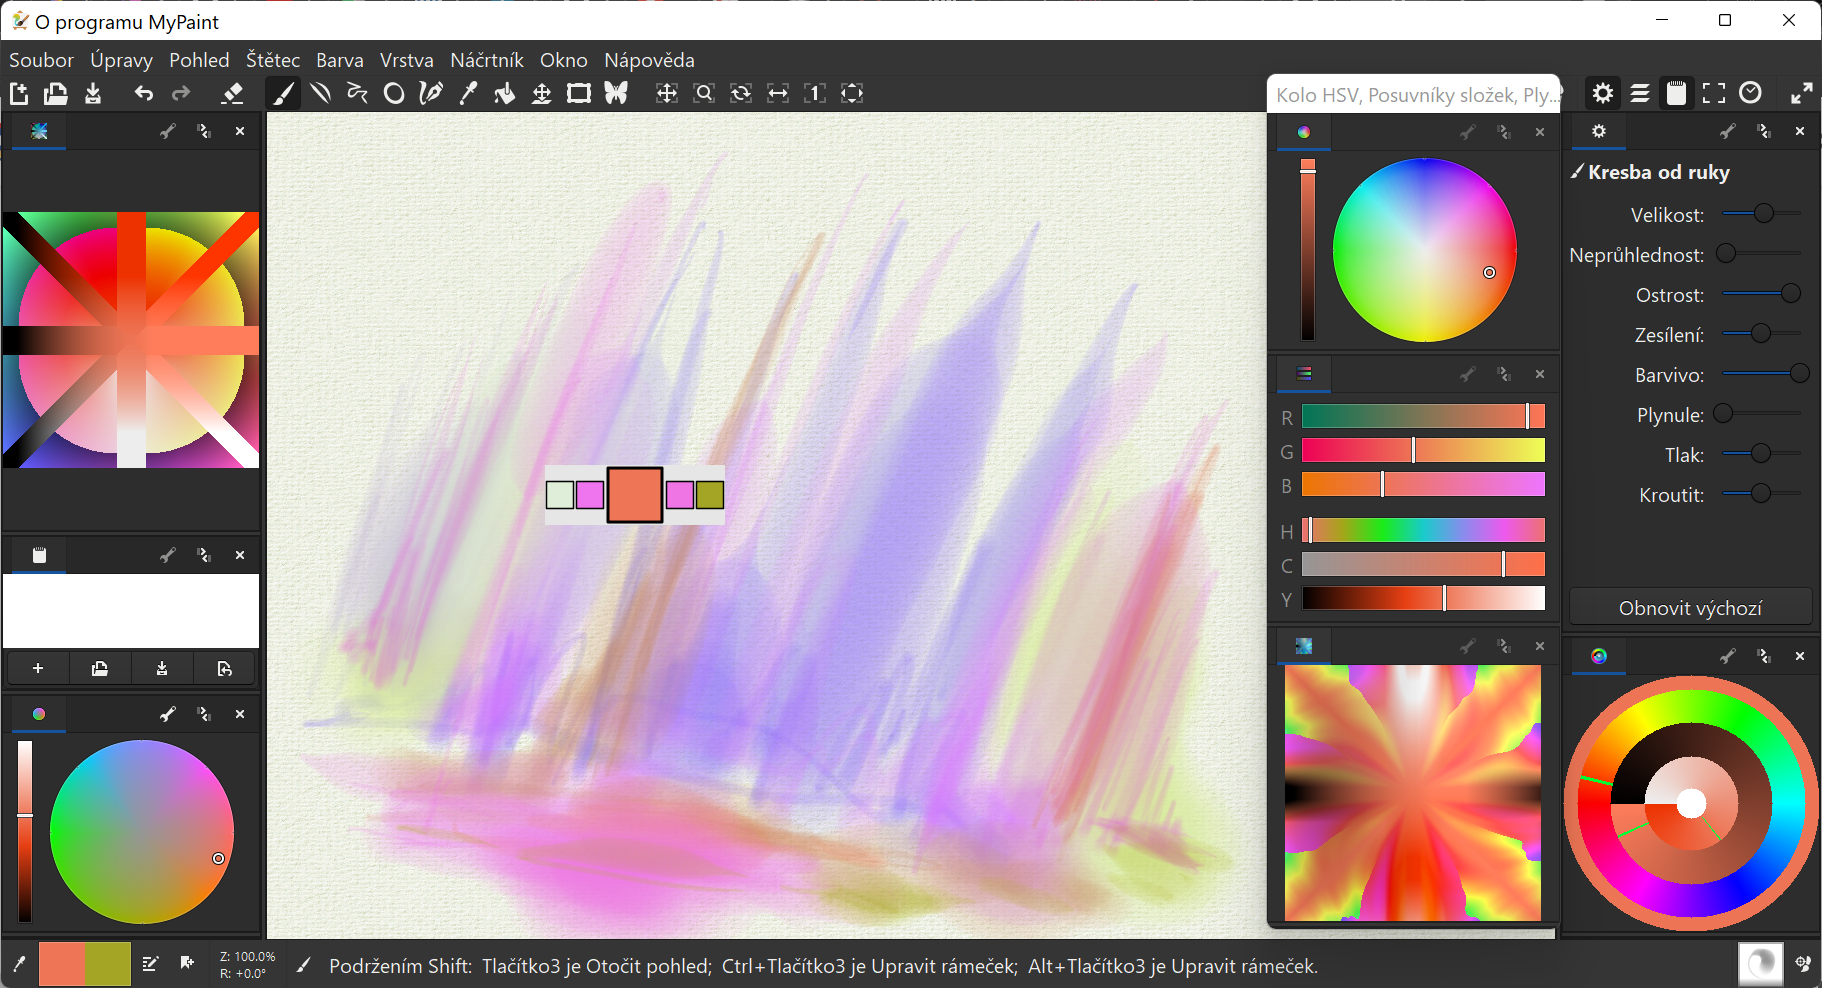 O programu MyPaint
Soubor Úpravy Pohled Štětec Barva Vrstva Náčrtník Okno Nápověda
1
Kolo HSV, Posuvníky složek, Ply...
R
G
B
H
C
Y
Kresba od ruky
Velikost:
Neprůhlednost:
Ostrost:
Zesílení:
Barvivo:
Plynule:
Tlak:
Kroutit:
Obnovit výchozí
Z: 100.0%
R: +0.0°
Podržením Shift: Tlačítko3 je Otočit pohled; Ctrl+Tlačítko3 je Upravit rámeček; Alt+Tlačítko3 je Upravit rámeček.